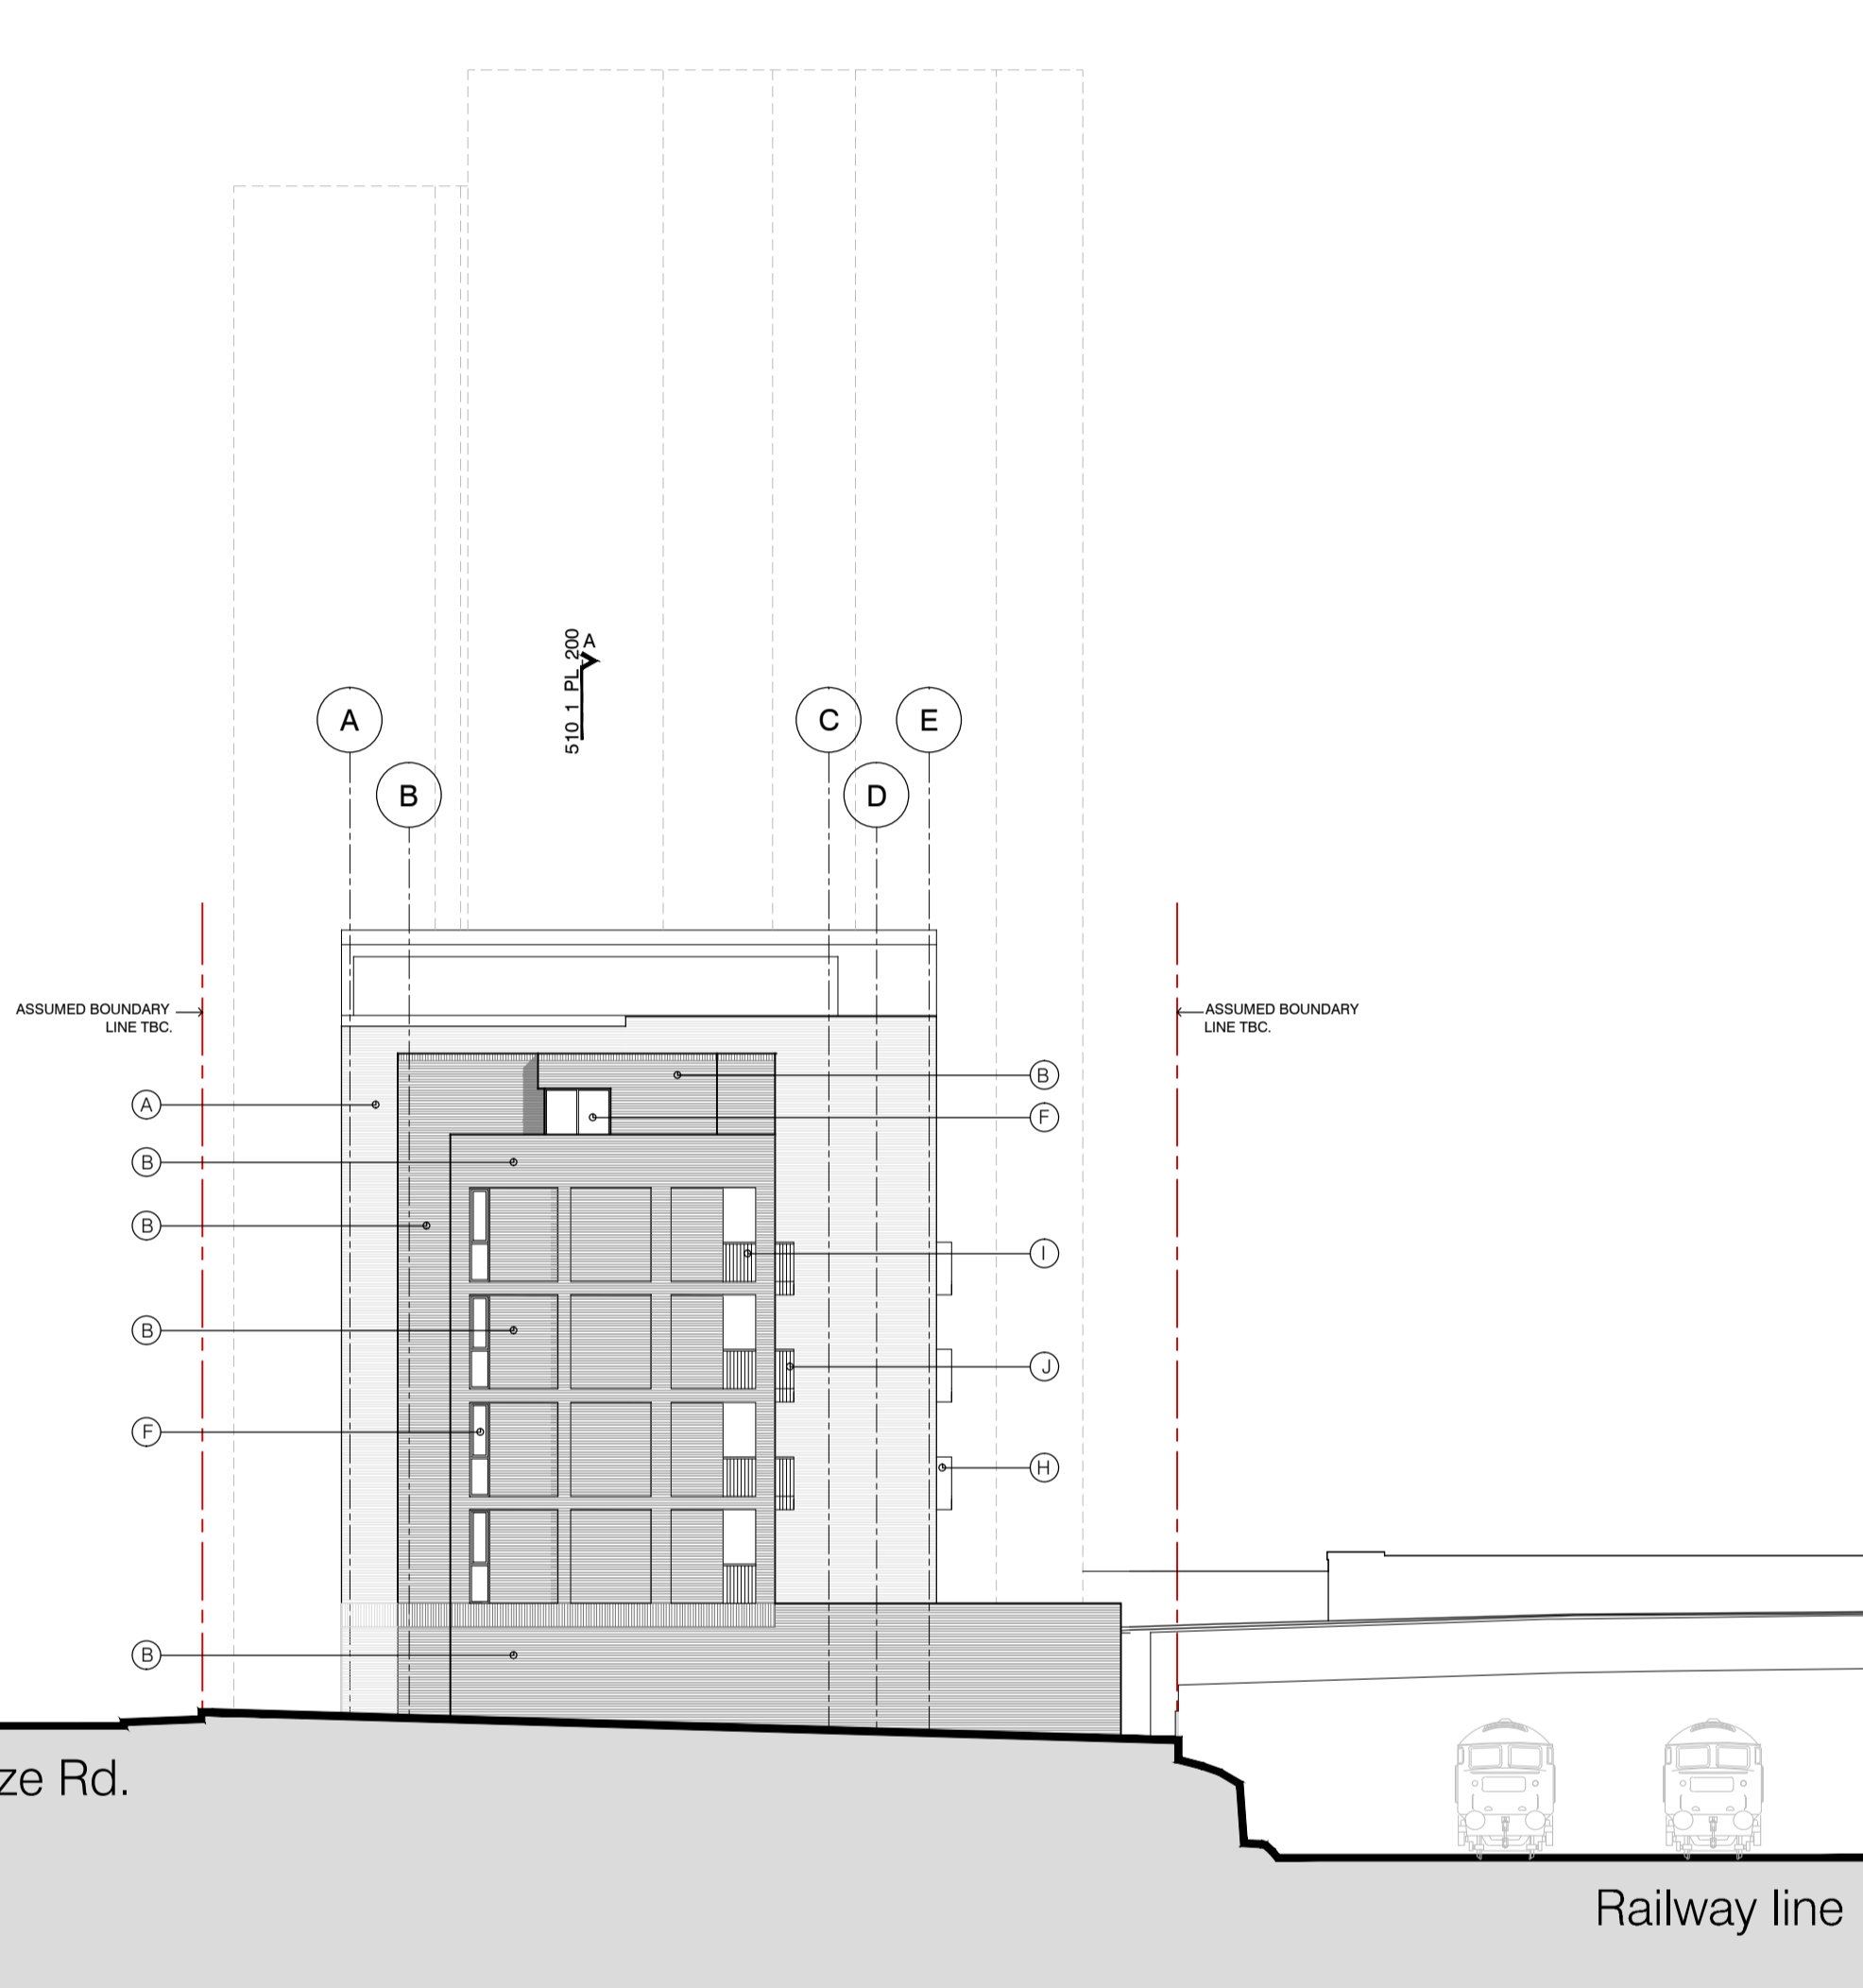 510_1_PL_200
A
A
C
E
B
D
ASSUMED BOUNDARY
LINE TBC.
ASSUMED BOUNDARY
LINE TBC.
B
A
F
B
B
I
B
J
F
H
B
ze Rd.
Railway line